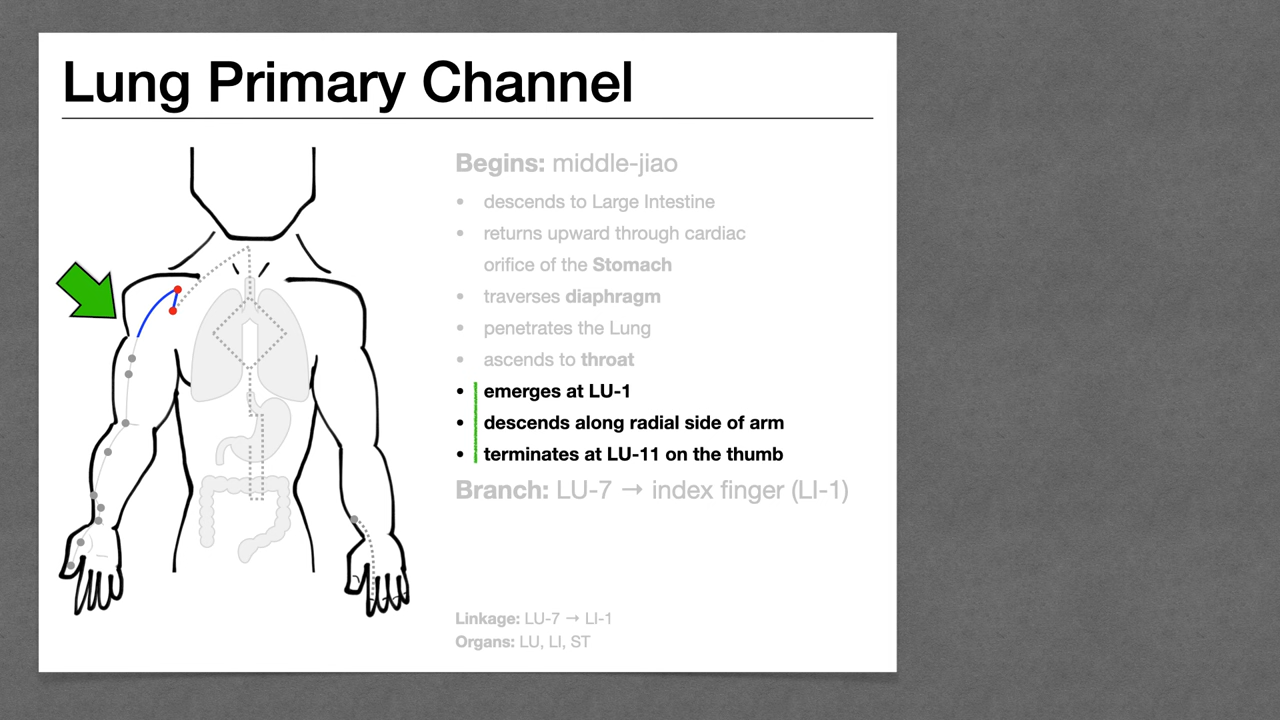 Lung Primary Channel
Begins: middle-jiao
• descends to Large Intestine
• returns upward through cardiac
orifice of the Stomach
• traverses diaphragm
• penetrates the Lung
• ascends to throat
• emerges at LU-1
• descends along radial side of arm
• terminates at LU-11 on the thumb
Branch: LU-7 → index finger (LI-1)
Linkage: LU-7 → LI-1
Organs: LU, LI, ST